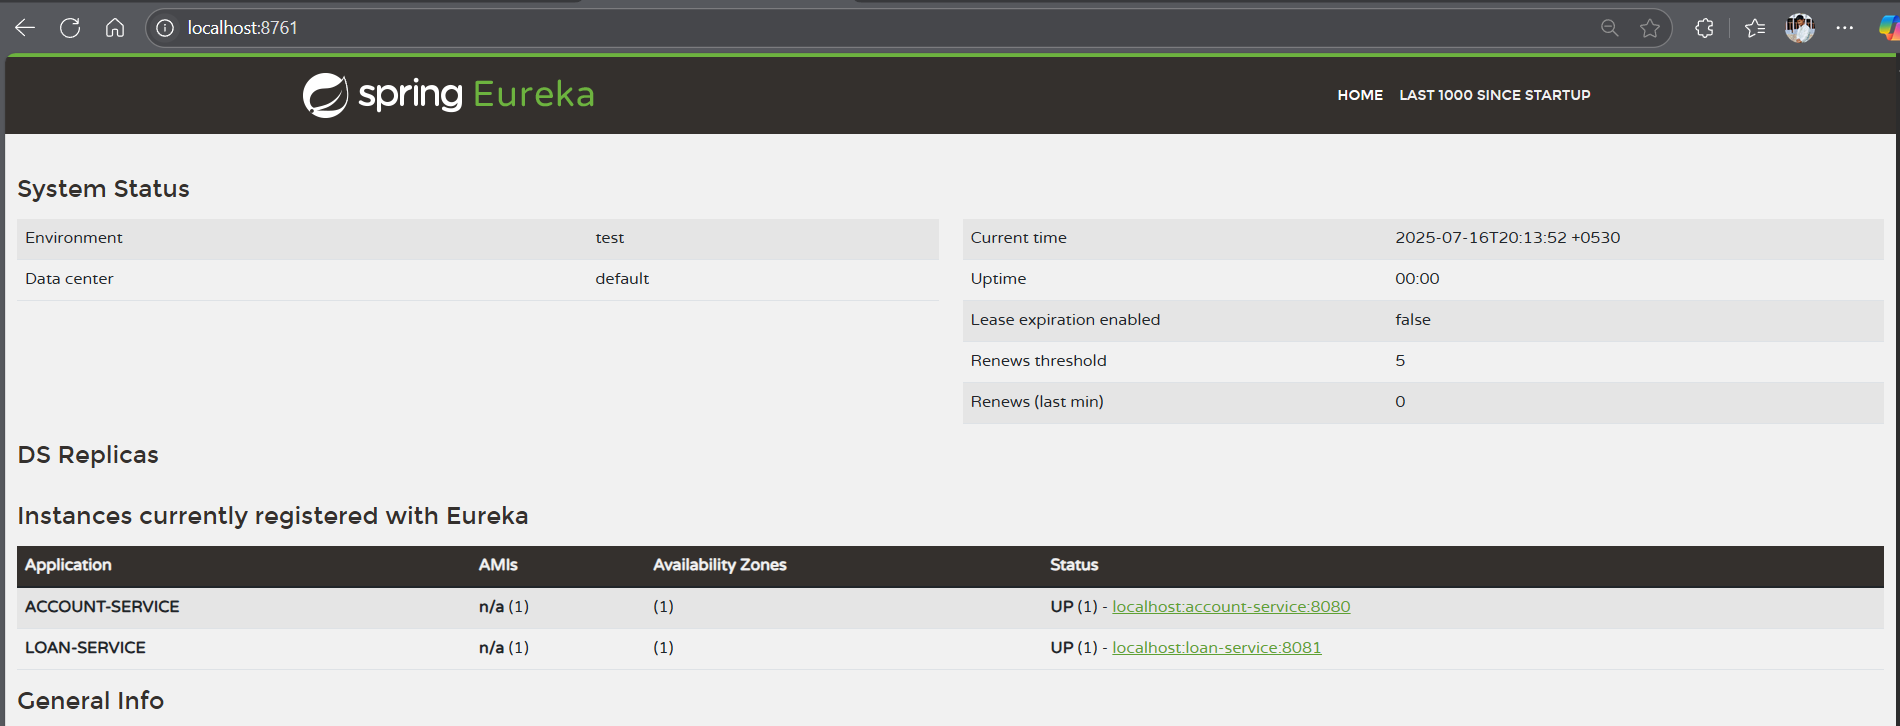 localhost:8761
spring Eureka
HOME LAST 1000 SINCE STARTUP
System Status
Environment test
Data center default
Current time 2025-07-16T20:13:52 +0530
Uptime 00:00
Lease expiration enabled false
Renews threshold 5
Renews (last min) 0
DS Replicas
Instances currently registered with Eureka
Application AMIs Availability Zones Status
ACCOUNT-SERVICE n/a (1) (1) UP (1) - localhost:account-service:8080
LOAN-SERVICE n/a (1) (1) UP (1) - localhost:loan-service:8081
General Info